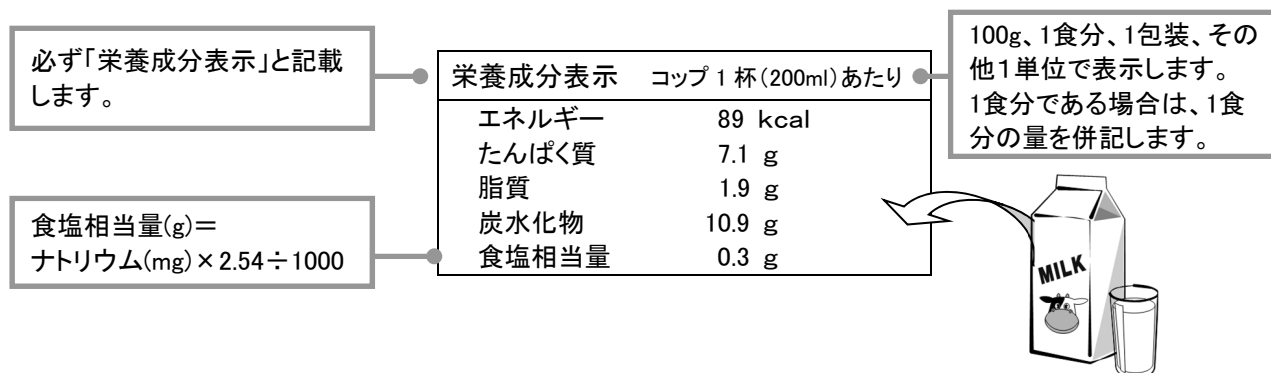 必ず「栄養成分表示」と記載
します。
栄養成分表示 コップ1杯(200ml)あたり
エネルギー 89 kcal
たんぱく質 7.1 g
脂質 1.9 g
炭水化物 10.9 g
食塩相当量 0.3 g
100g、1食分、1包装、その
他1単位で表示します。
1食分である場合は、1食
分の量を併記します。
食塩相当量(g)=
ナトリウム(mg)×2.54÷1000
MILK